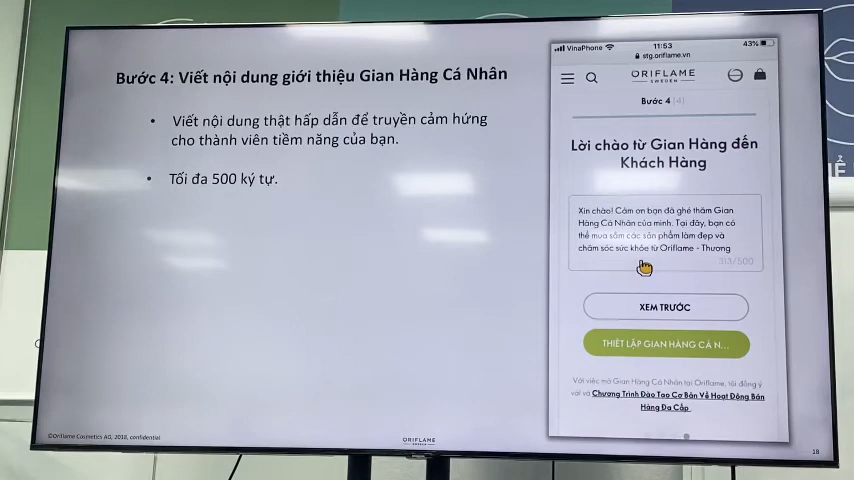 Bước 4: Viết nội dung giới thiệu Gian Hàng Cá Nhân
• Viết nội dung thật hấp dẫn để truyền cảm hứng
cho thành viên tiềm năng của bạn.
• Tối đa 500 ký tự.
©Oriflame Cosmetics AG, 2018, confidential
ORIFLAME
18
VinaPhone 11:53 43%
stg.oriflame.vn
ORIFLAME
SWEDEN
Bước 4 (4)
Lời chào từ Gian Hàng đến
Khách Hàng
Xin chào! Cảm ơn bạn đã ghé thăm Gian
Hàng Cá Nhân của mình. Tại đây, bạn có
thể mua sắm các sản phẩm làm đẹp và
chăm sóc sức khỏe từ Oriflame - Thương
313/500
XEM TRƯỚC
THIẾT LẬP GIAN HÀNG CÁ N...
Với việc mở Gian Hàng Cá Nhân tại Oriflame, tôi đồng ý
với và Chương Trình Đào Tạo Cơ Bản Về Hoạt Động Bán
Hàng Đa Cấp